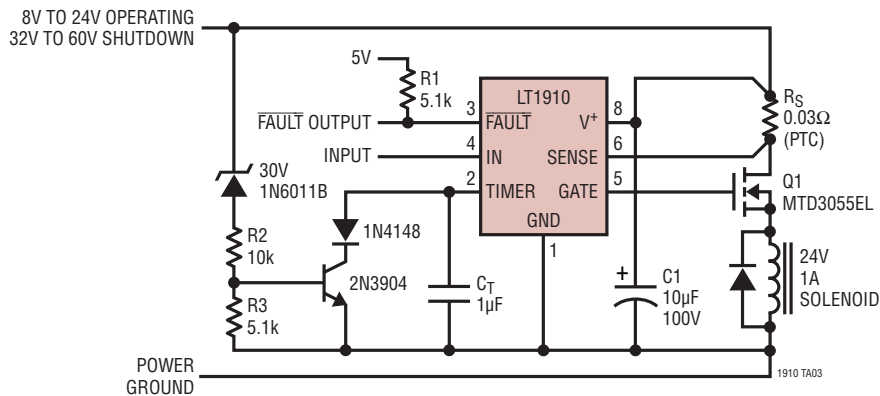 8V TO 24V OPERATING
32V TO 60V SHUTDOWN
5V
R1
5.1k
LT1910
FAULT OUTPUT
3
FAULT
V+
8
RS
0.03Ω
(PTC)
INPUT
4
IN
SENSE
6
30V
1N6011B
2
TIMER
GATE
5
Q1
MTD3055EL
GND
1
1N4148
R2
10k
2N3904
CT
1µF
+
C1
10µF
100V
24V
1A
SOLENOID
R3
5.1k
POWER
GROUND
1910 TA03